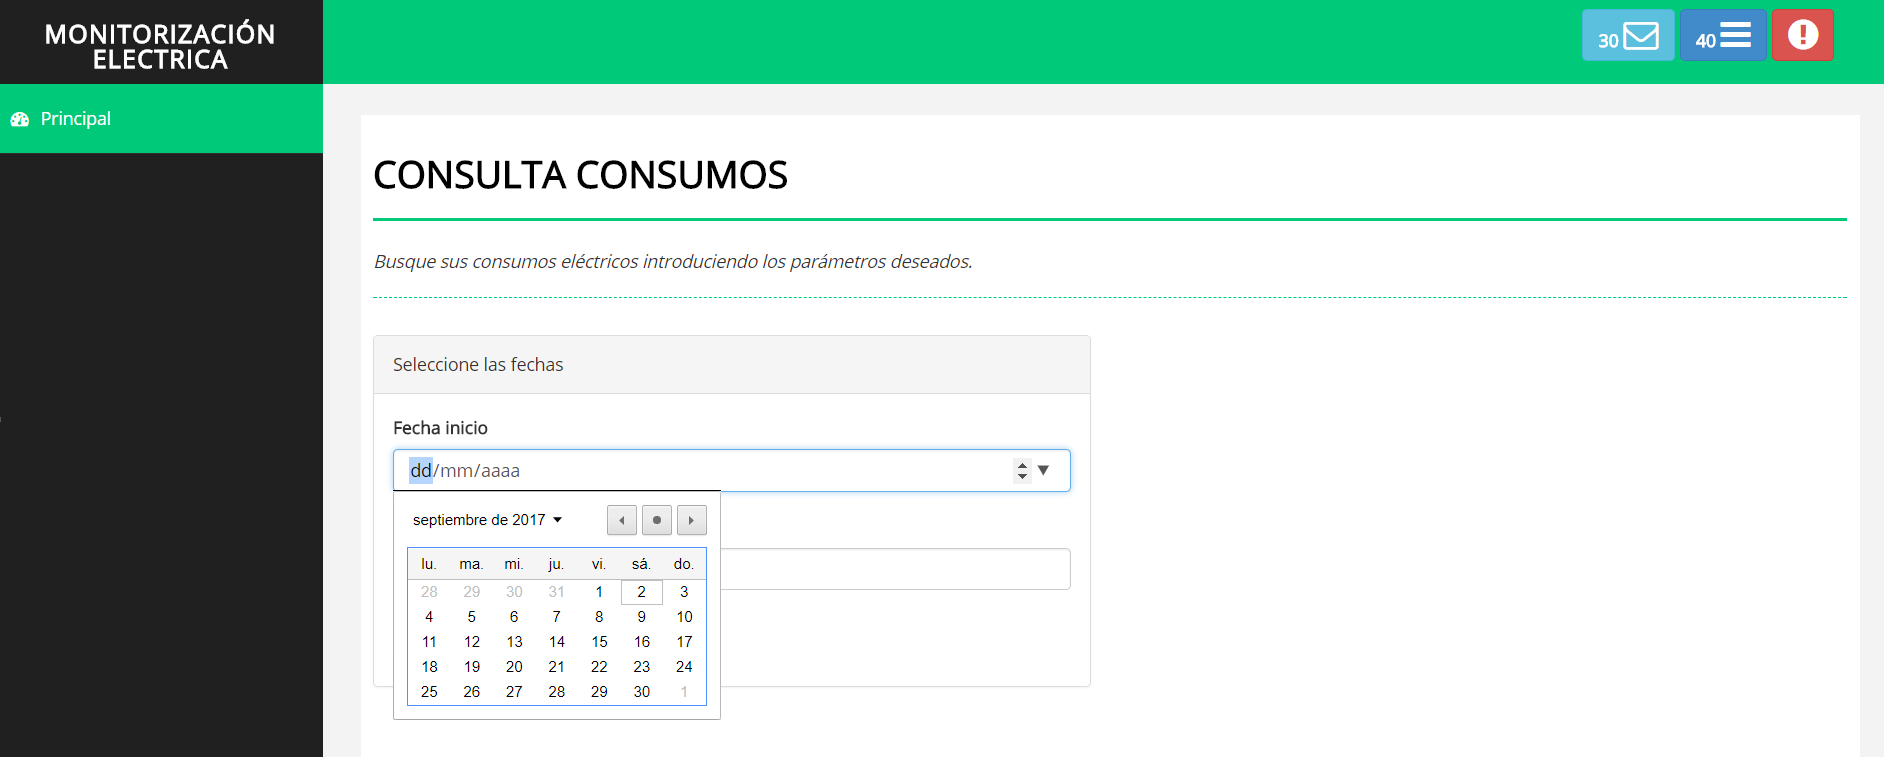 MONITORIZACIÓN
ELECTRICA
30
40
Principal
CONSULTA CONSUMOS
Busque sus consumos eléctricos introduciendo los parámetros deseados.
Seleccione las fechas
Fecha inicio
dd/mm/aaaa
septiembre de 2017
lu. ma. mi. ju. vi. sá. do.
28 29 30 31 1 2 3
4 5 6 7 8 9 10
11 12 13 14 15 16 17
18 19 20 21 22 23 24
25 26 27 28 29 30 1